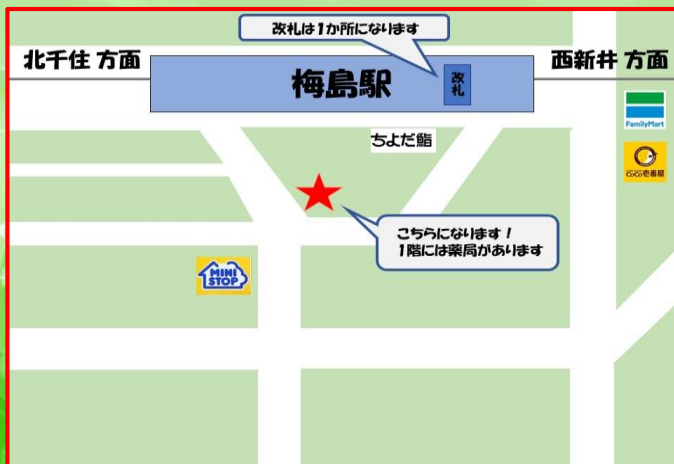 改札は1か所になります
北千住 方面
西新井 方面
梅島駅
改札
FamilyMart
ちよだ鮨
CoCo壱番屋
こちらになります！
1階には薬局があります
MINI
STOP